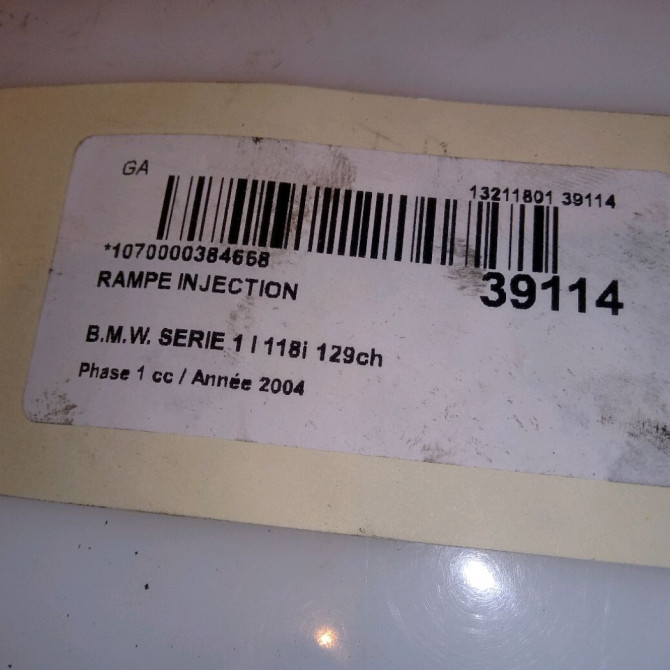 GA
13211801 39114
*1070000384668
39114
RAMPE INJECTION
B.M.W. SERIE 1 I 118i 129ch
Phase 1 cc / Année 2004